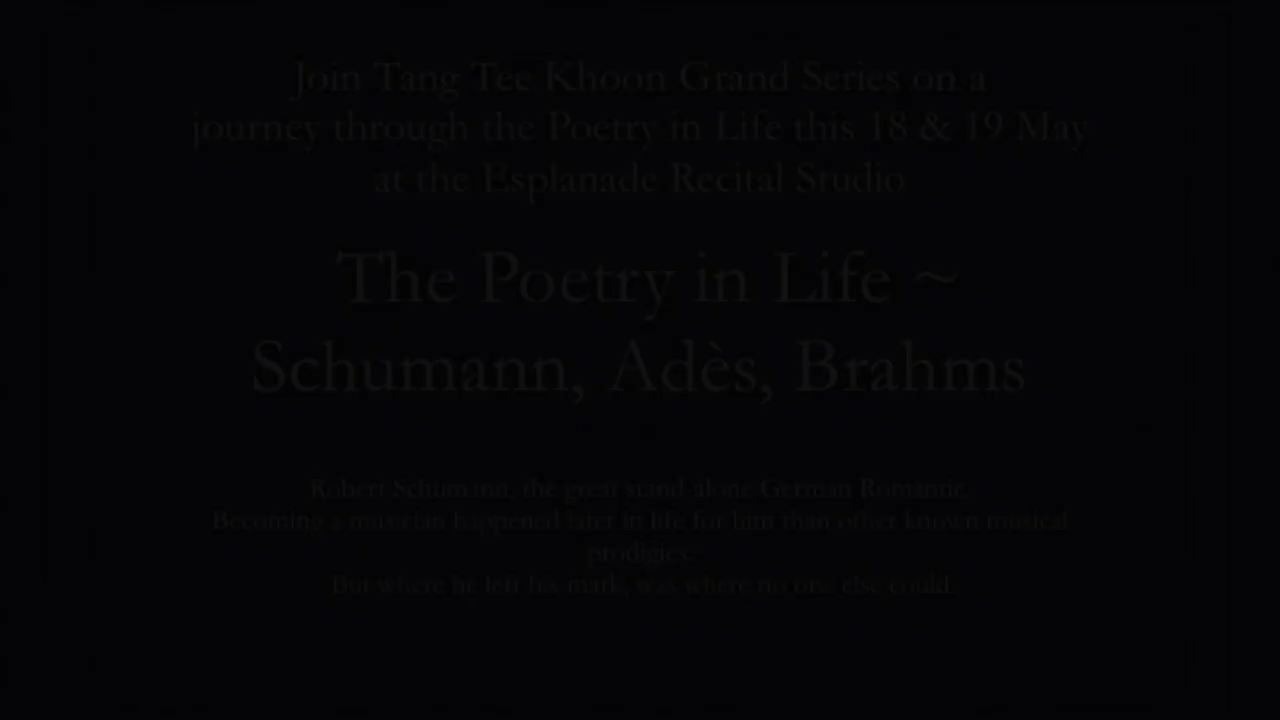 Join Tang Tee Khoon Grand Series on a
journey through the Poetry in Life this 18 & 19 May
at the Esplanade Recital Studio
The Poetry in Life ~
Schumann, Adès, Brahms
Robert Schumann, the great stand-alone German Romantic.
Becoming a musician happened later in life for him than other known musical
prodigies-
But where he left his mark, was where no one else could.